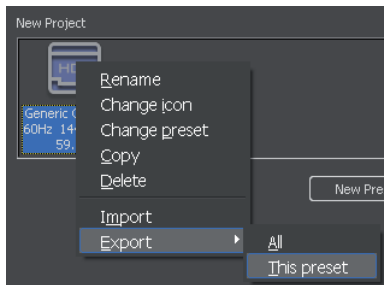 New Project
HD
Rename
Generic
Change icon
60Hz 14
Change preset
59.
Copy
Delete
New Pre
Import
Export
All
This preset